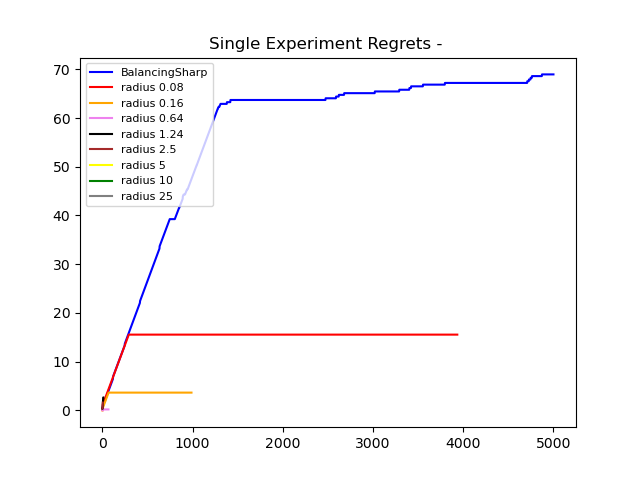 Single Experiment Regrets -
BalancingSharp
radius 0.08
radius 0.16
radius 0.64
radius 1.24
radius 2.5
radius 5
radius 10
radius 25
70
60
50
40
30
20
10
0
0 1000 2000 3000 4000 5000